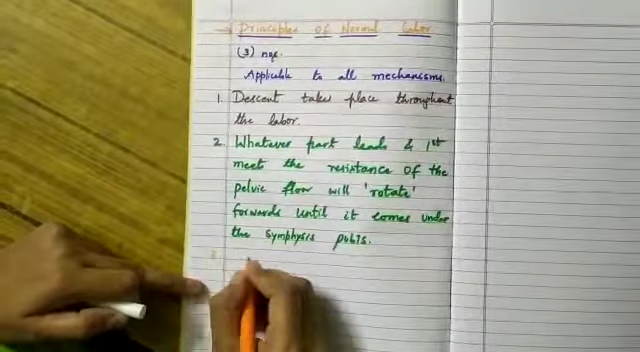 → Principles of Normal Labor
(3) nos.
Applicable to all mechanisms.
1. Descent takes place throughout
the labor.
2. Whatever part leads & 1st
meet the resistance of the
pelvic flow will 'rotate'
forwards until it comes under
the symphysis pubis.
3